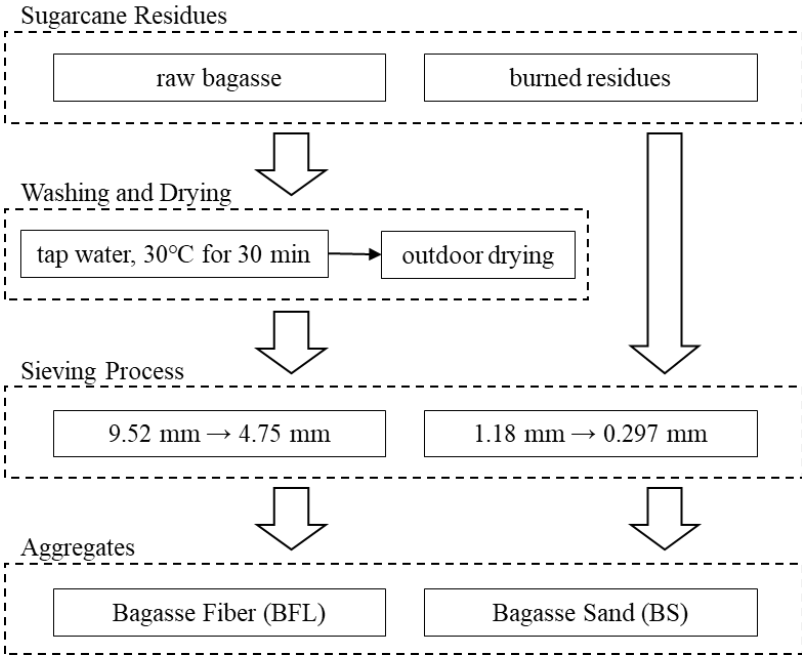 Sugarcane Residues
raw bagasse
burned residues
Washing and Drying
tap water, 30℃ for 30 min
outdoor drying
Sieving Process
9.52 mm → 4.75 mm
1.18 mm → 0.297 mm
Aggregates
Bagasse Fiber (BFL)
Bagasse Sand (BS)